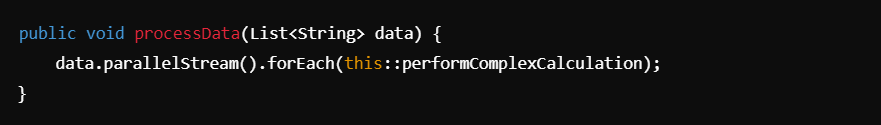 public void processData(List<String> data) {
    data.parallelStream().forEach(this::performComplexCalculation);
}